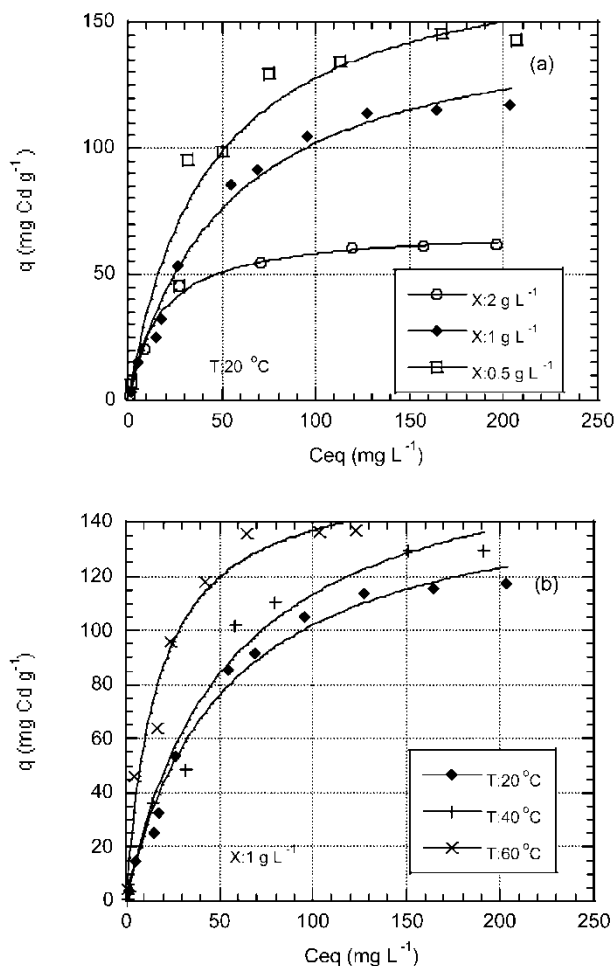 150
(a)
100
q (mg Cd g⁻¹)
50
X:2 g L⁻¹
X:1 g L⁻¹
X:0.5 g L⁻¹
T:20 °C
0
0 50 100 150 200 250
Ceq (mg L⁻¹)
140
(b)
120
100
80
q (mg Cd g⁻¹)
60
T:20 °C
40
T:40 °C
T:60 °C
20
X:1 g L⁻¹
0
0 50 100 150 200 250
Ceq (mg L⁻¹)